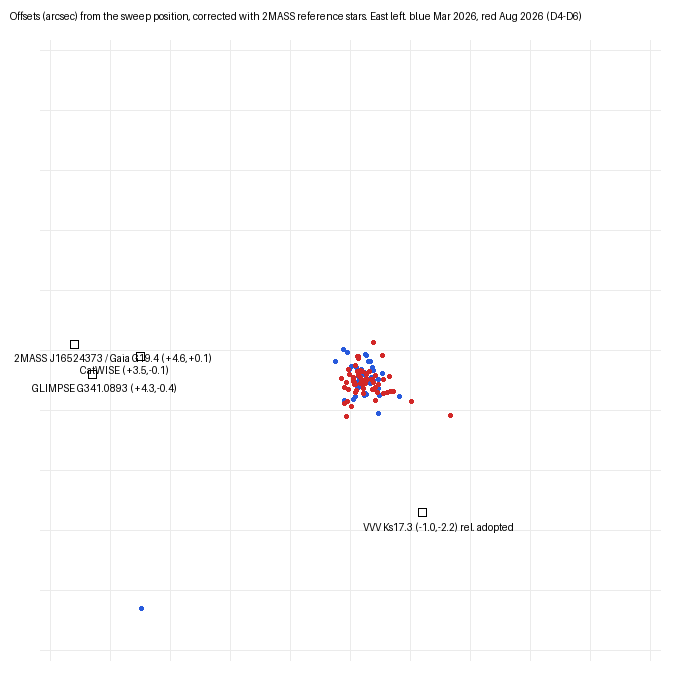 Offsets (arcsec) from the sweep position, corrected with 2MASS reference stars. East left. blue Mar 2026, red Aug 2026 (D4-D6)
2MASS J16524373 / Gaia G19.4 (+4.6,+0.1)
CatWISE (+3.5,-0.1)
GLIMPSE G341.0893 (+4.3,-0.4)
VVV Ks17.3 (-1.0,-2.2) rel. adopted